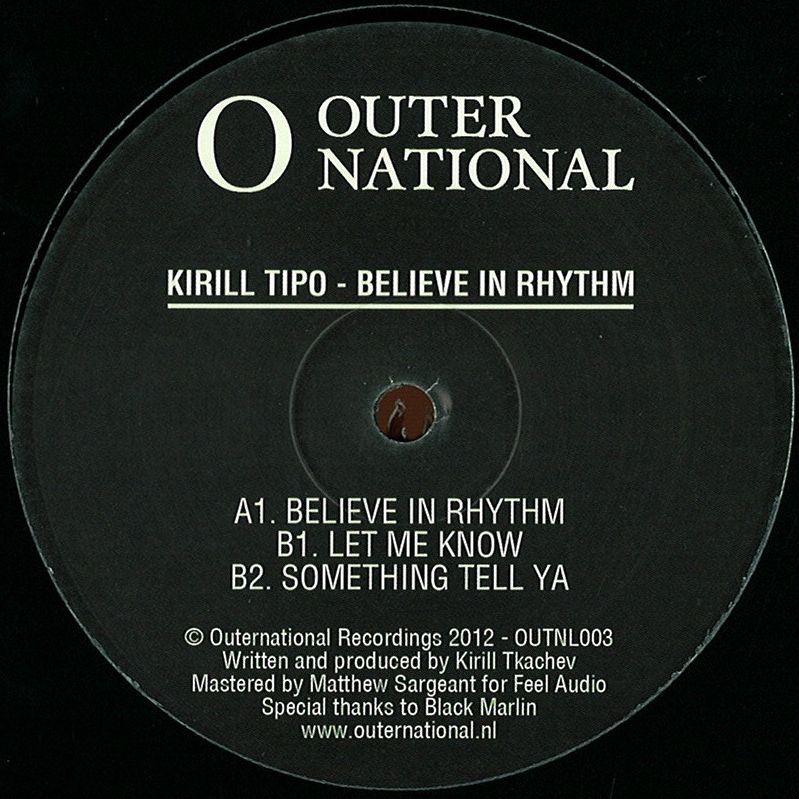 O OUTER
NATIONAL
KIRILL TIPO - BELIEVE IN RHYTHM
A1. BELIEVE IN RHYTHM
B1. LET ME KNOW
B2. SOMETHING TELL YA
© Outernational Recordings 2012 - OUTNL003
Written and produced by Kirill Tkachev
Mastered by Matthew Sargeant for Feel Audio
Special thanks to Black Marlin
www.outernational.nl